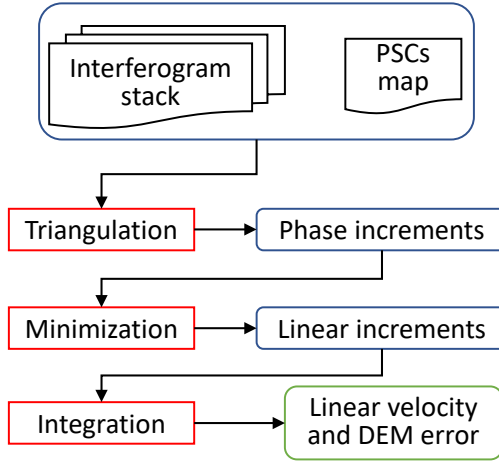 Interferogram
stack
PSCs
map
Triangulation
Phase increments
Minimization
Linear increments
Integration
Linear velocity
and DEM error